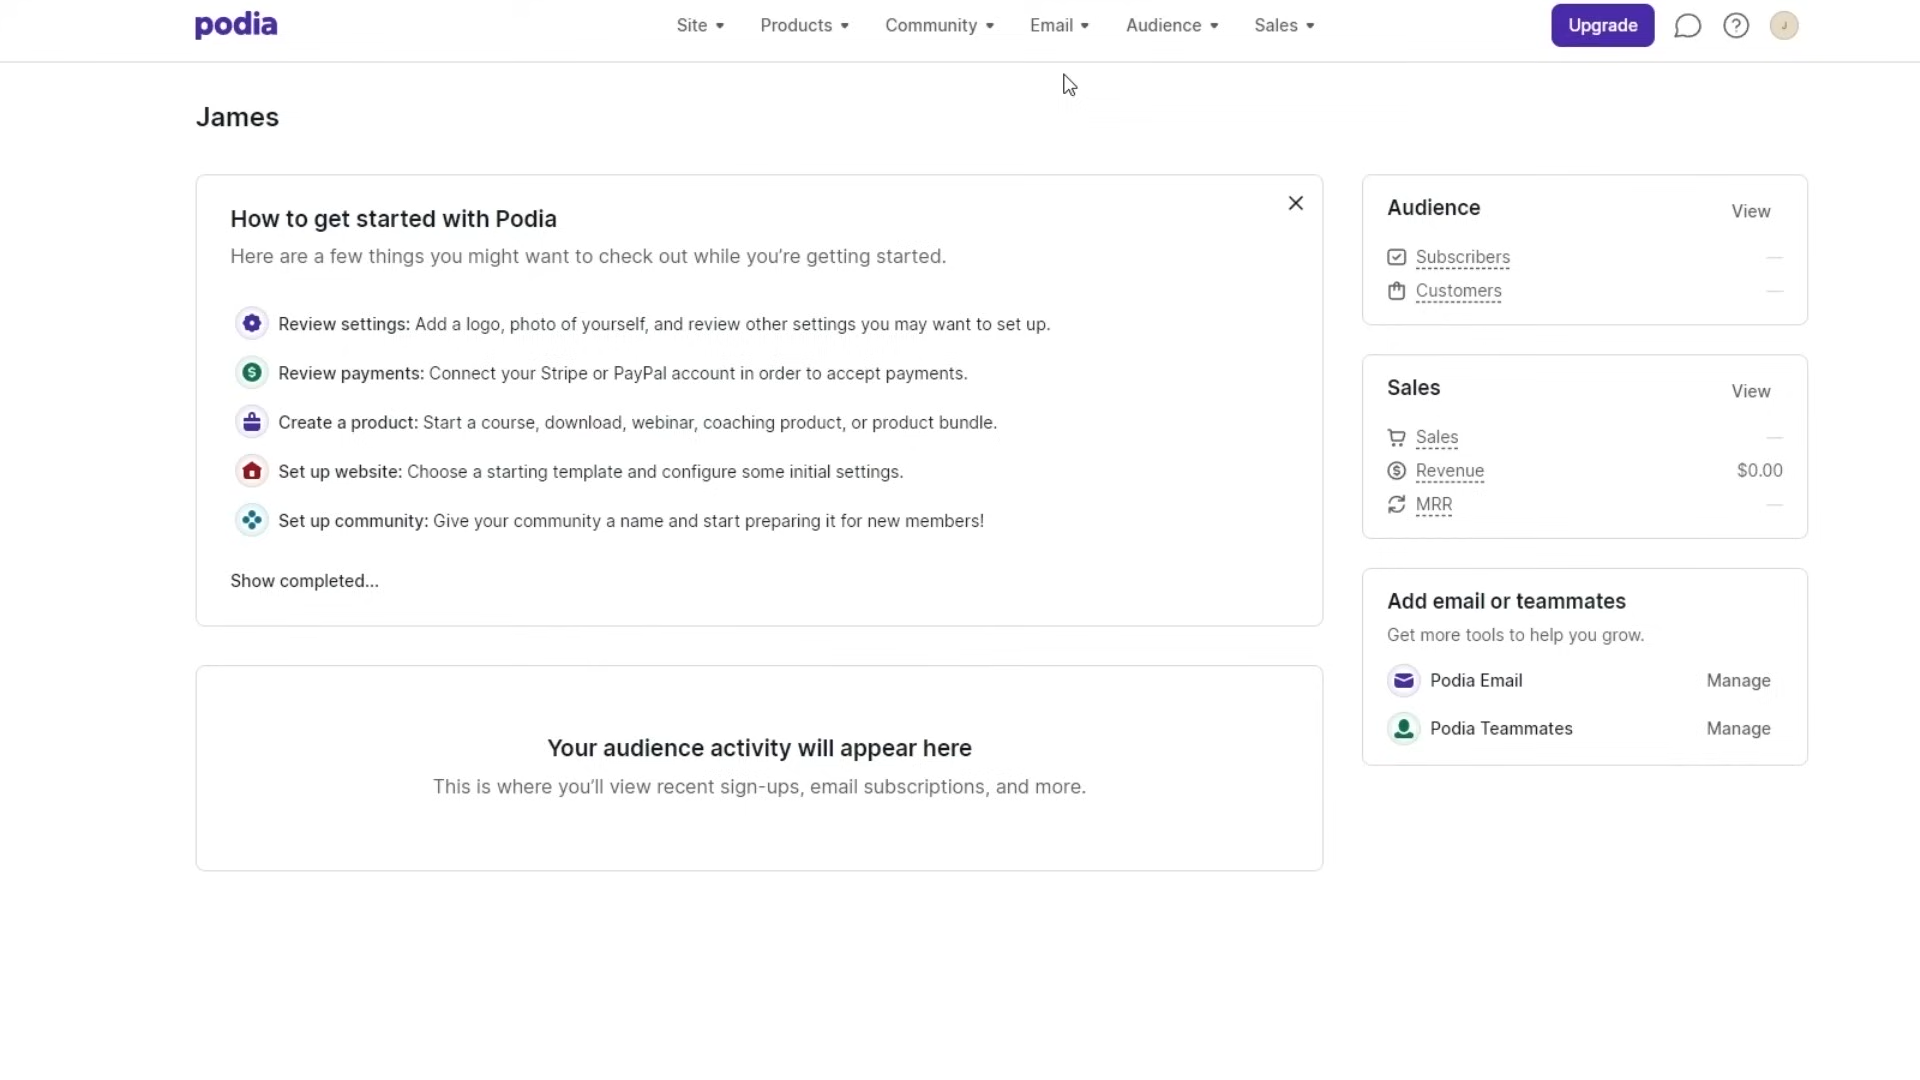 podia
Site
Products
Community
Email
Audience
Sales
Upgrade
J
James
How to get started with Podia
Here are a few things you might want to check out while you’re getting started.
Review settings: Add a logo, photo of yourself, and review other settings you may want to set up.
Review payments: Connect your Stripe or PayPal account in order to accept payments.
Create a product: Start a course, download, webinar, coaching product, or product bundle.
Set up website: Choose a starting template and configure some initial settings.
Set up community: Give your community a name and start preparing it for new members!
Show completed...
Your audience activity will appear here
This is where you’ll view recent sign-ups, email subscriptions, and more.
Audience View
Subscribers —
Customers —
Sales View
Sales —
Revenue $0.00
MRR —
Add email or teammates
Get more tools to help you grow.
Podia Email Manage
Podia Teammates Manage